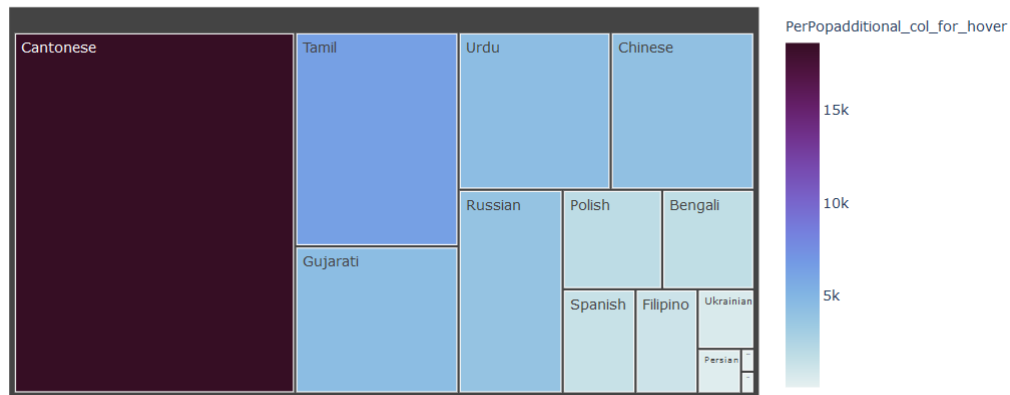 PerPopadditional_col_for_hover
Cantonese
Tamil
Urdu
Chinese
15k
10k
Russian
Polish
Bengali
Gujarati
5k
Spanish
Filipino
Ukrainian
Persian